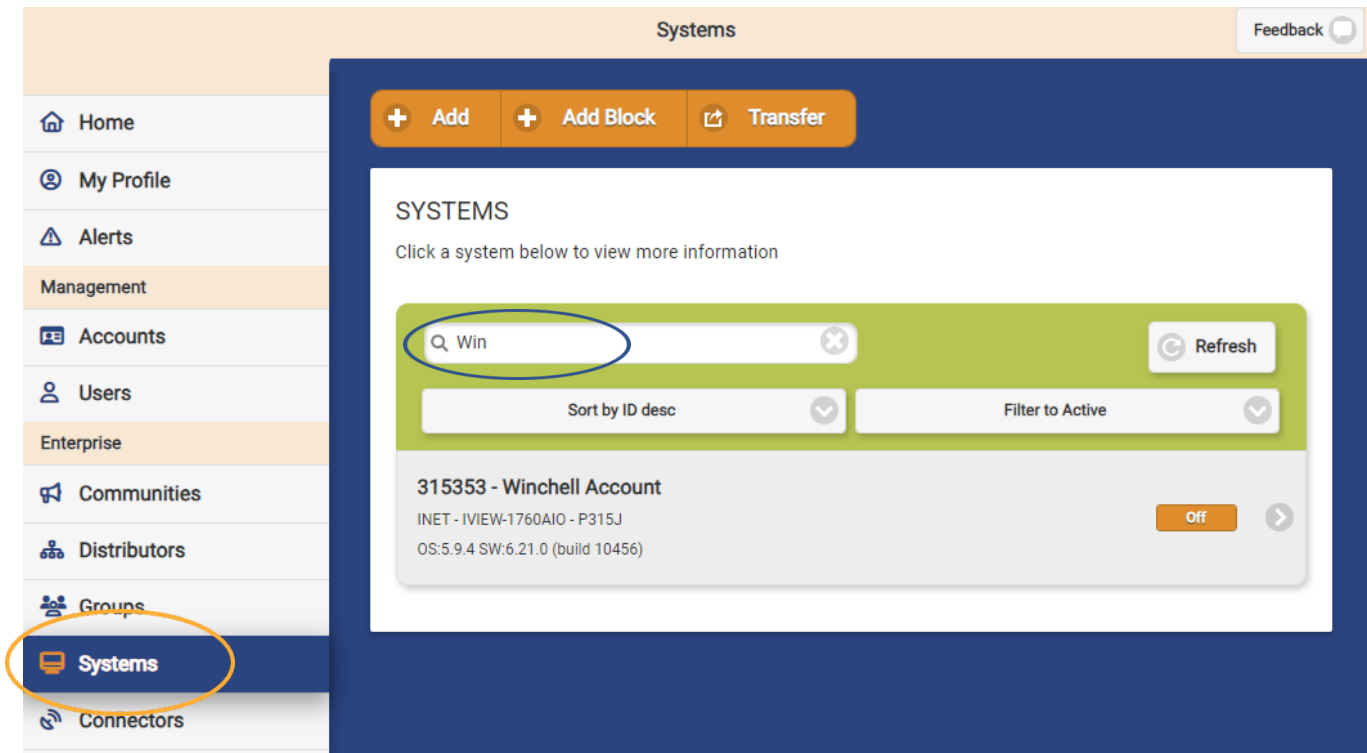 Systems
Feedback
Home
My Profile
Alerts
Management
Accounts
Users
Enterprise
Communities
Distributors
Groups
Systems
Connectors
Add
Add Block
Transfer
SYSTEMS
Click a system below to view more information
Win
Refresh
Sort by ID desc
Filter to Active
315353 - Winchell Account
INET - IVIEW-1760AIO - P315J
Off
OS:5.9.4 SW:6.21.0 (build 10456)